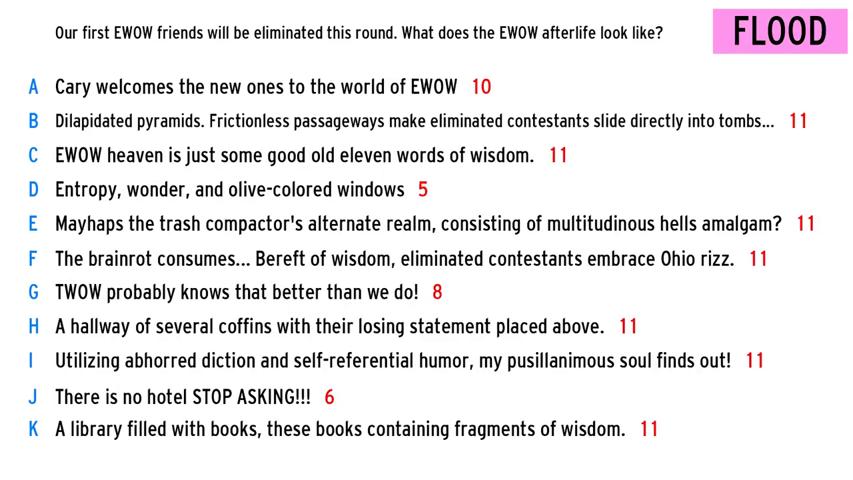 Our first EWOW friends will be eliminated this round. What does the EWOW afterlife look like?
FLOOD
A Cary welcomes the new ones to the world of EWOW 10
B Dilapidated pyramids. Frictionless passageways make eliminated contestants slide directly into tombs... 11
C EWOW heaven is just some good old eleven words of wisdom. 11
D Entropy, wonder, and olive-colored windows 5
E Mayhaps the trash compactor's alternate realm, consisting of multitudinous hells amalgam? 11
F The brainrot consumes... Bereft of wisdom, eliminated contestants embrace Ohio rizz. 11
G TWOW probably knows that better than we do! 8
H A hallway of several coffins with their losing statement placed above. 11
I Utilizing abhorred diction and self-referential humor, my pusillanimous soul finds out! 11
J There is no hotel STOP ASKING!!! 6
K A library filled with books, these books containing fragments of wisdom. 11